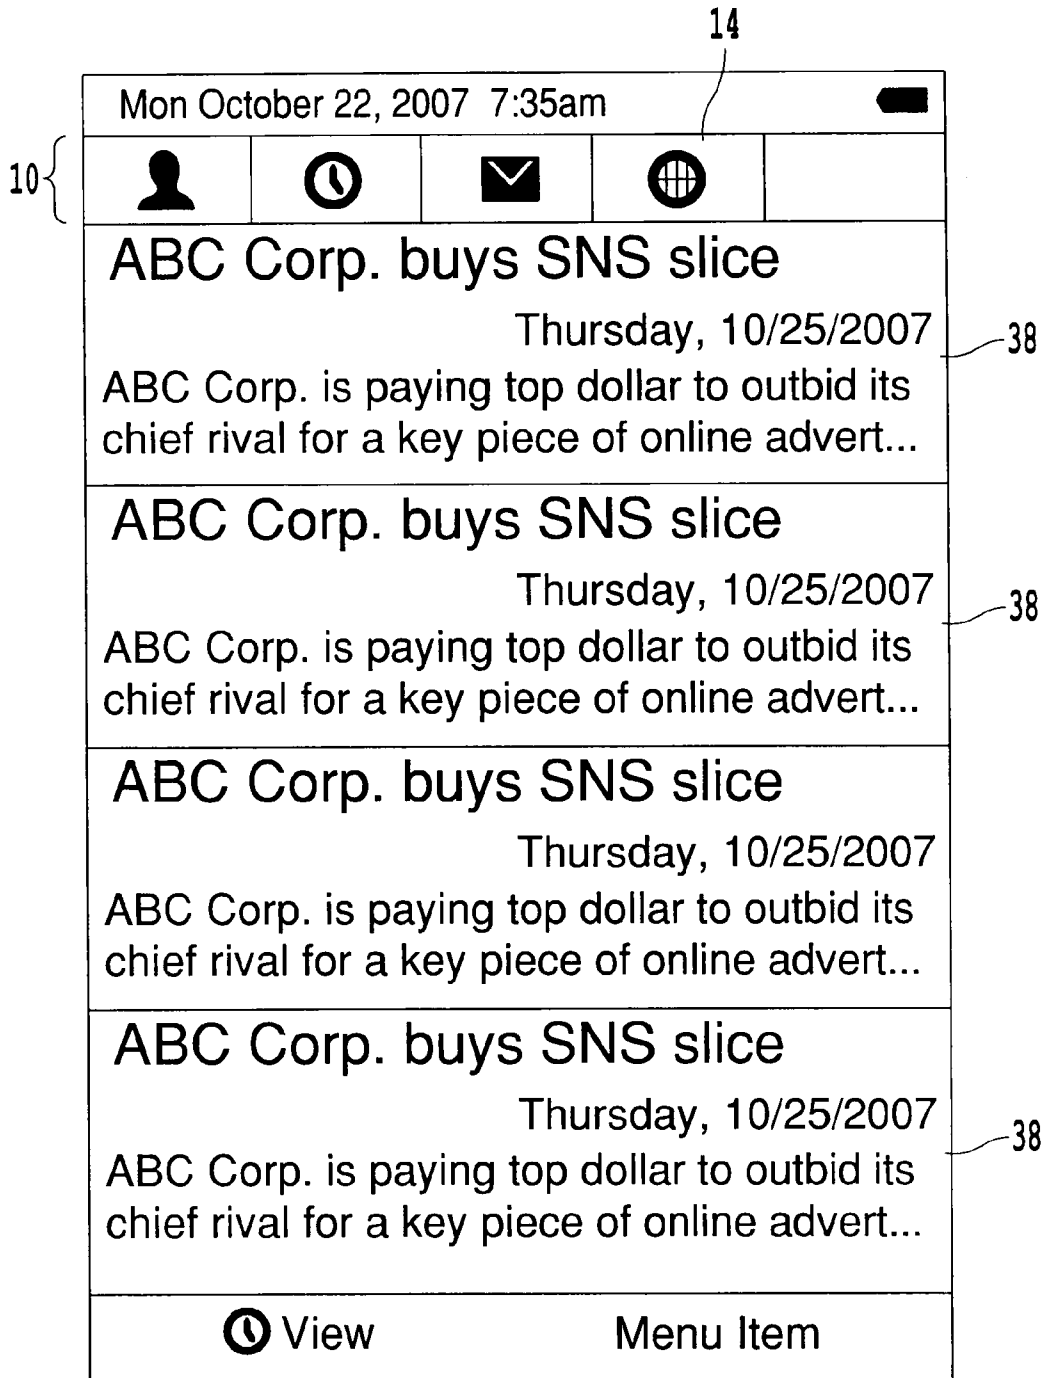 14
Mon October 22, 2007 7:35am
10
ABC Corp. buys SNS slice
Thursday, 10/25/2007
38
ABC Corp. is paying top dollar to outbid its
chief rival for a key piece of online advert...
ABC Corp. buys SNS slice
Thursday, 10/25/2007
38
ABC Corp. is paying top dollar to outbid its
chief rival for a key piece of online advert...
ABC Corp. buys SNS slice
Thursday, 10/25/2007
ABC Corp. is paying top dollar to outbid its
chief rival for a key piece of online advert...
ABC Corp. buys SNS slice
Thursday, 10/25/2007
38
ABC Corp. is paying top dollar to outbid its
chief rival for a key piece of online advert...
View Menu Item